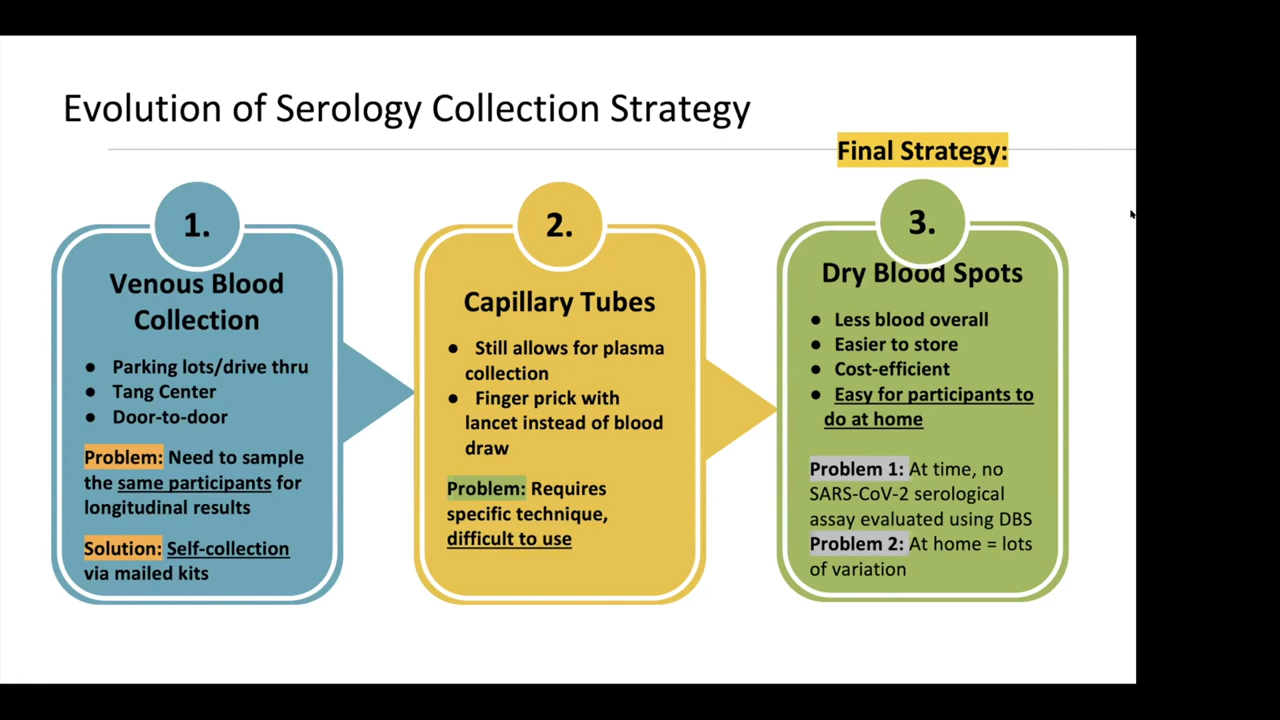 Evolution of Serology Collection Strategy
Final Strategy:
1.
Venous Blood
Collection
● Parking lots/drive thru
● Tang Center
● Door-to-door
Problem: Need to sample
the same participants for
longitudinal results
Solution: Self-collection
via mailed kits
2.
Capillary Tubes
● Still allows for plasma
collection
● Finger prick with
lancet instead of blood
draw
Problem: Requires
specific technique,
difficult to use
3.
Dry Blood Spots
● Less blood overall
● Easier to store
● Cost-efficient
● Easy for participants to
do at home
Problem 1: At time, no
SARS-CoV-2 serological
assay evaluated using DBS
Problem 2: At home = lots
of variation